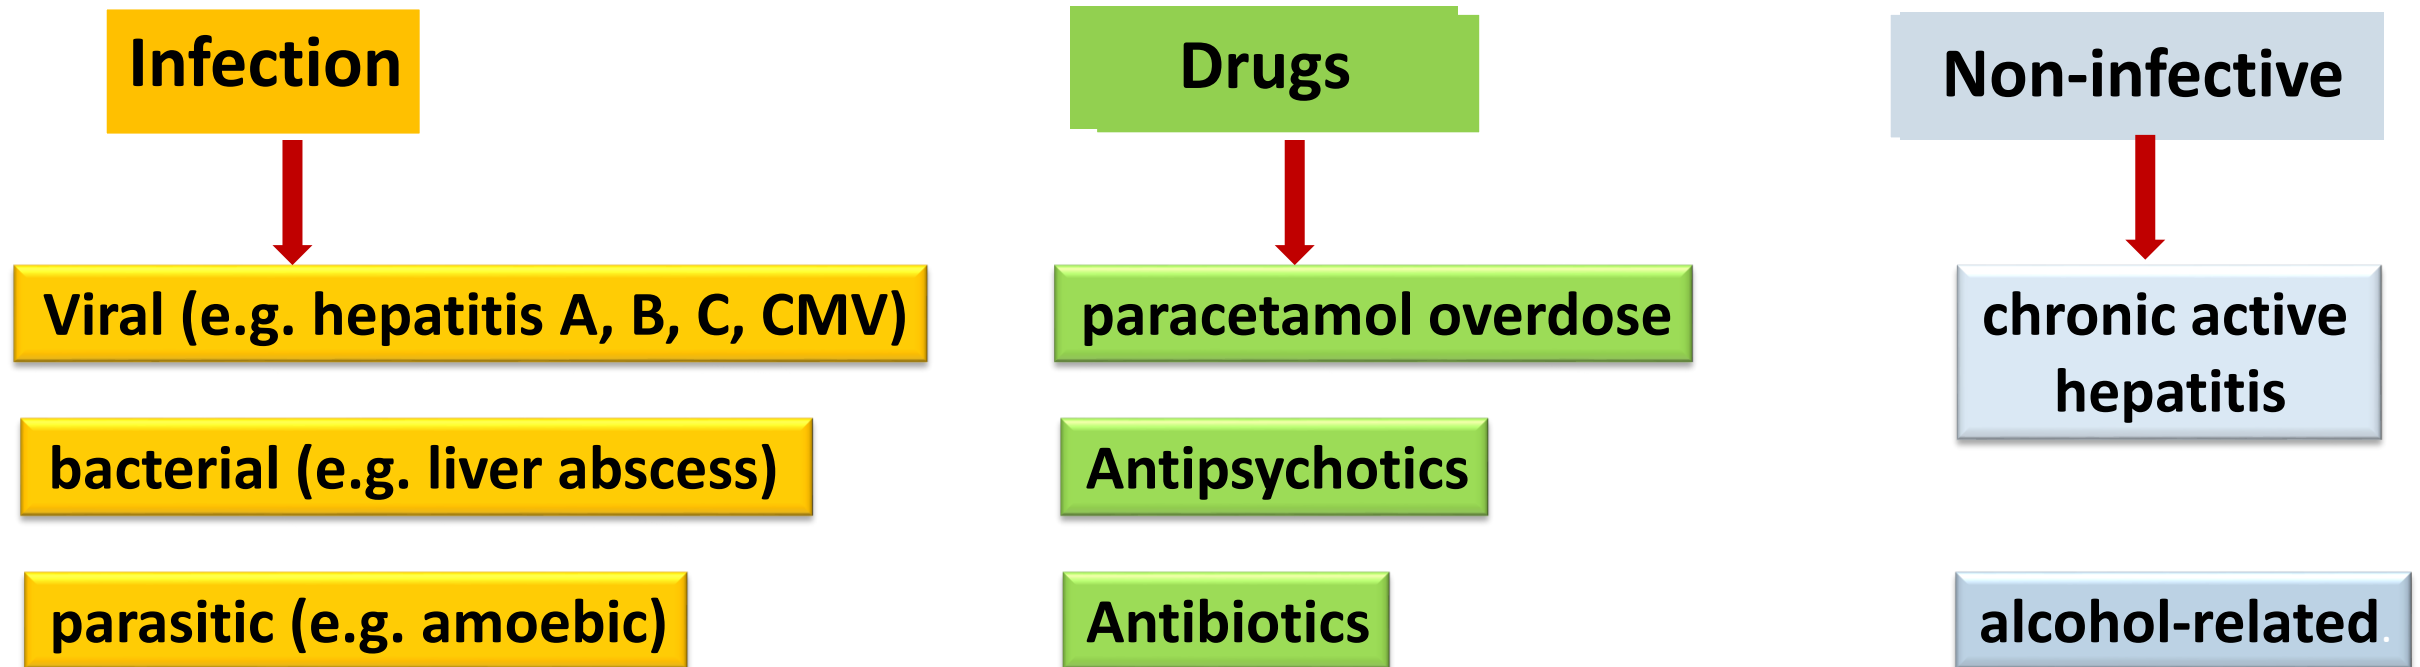 Infection
Viral (e.g. hepatitis A, B, C, CMV)
bacterial (e.g. liver abscess)
parasitic (e.g. amoebic)
Drugs
paracetamol overdose
Antipsychotics
Antibiotics
Non-infective
chronic active
hepatitis
alcohol-related.